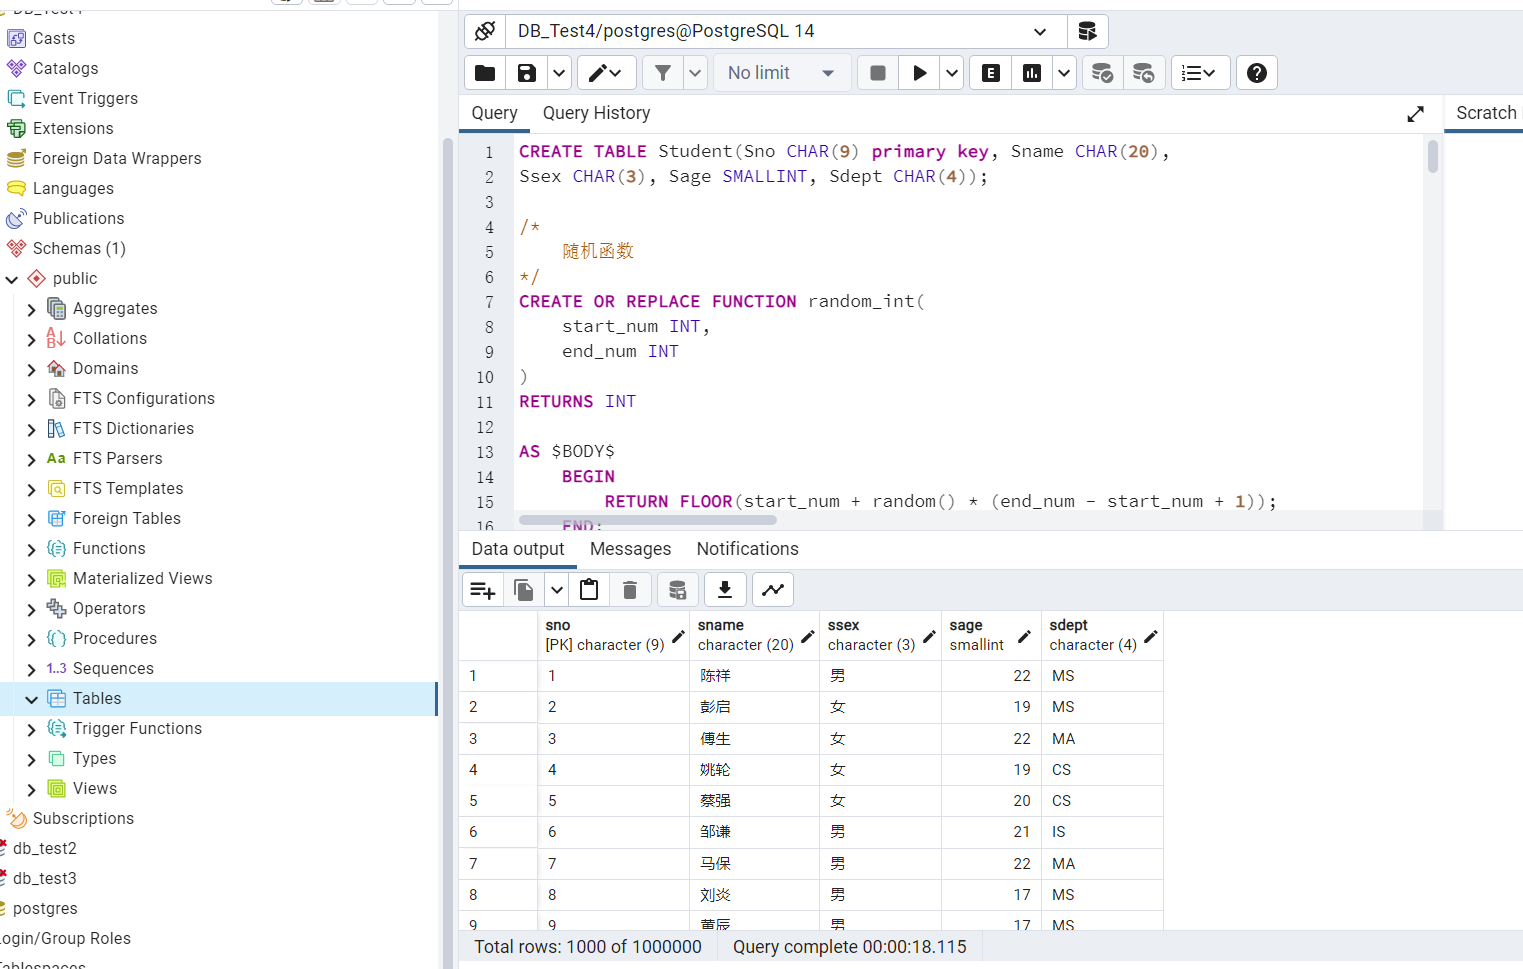 DB_Test4
Casts
Catalogs
Event Triggers
Extensions
Foreign Data Wrappers
Languages
Publications
Schemas (1)
public
Aggregates
Collations
Domains
FTS Configurations
FTS Dictionaries
Aa FTS Parsers
FTS Templates
Foreign Tables
Functions
Materialized Views
Operators
Procedures
1..3 Sequences
Tables
Trigger Functions
Types
Views
Subscriptions
db_test2
db_test3
postgres
ogin/Group Roles
ablespaces
DB_Test4/postgres@PostgreSQL 14
No limit
E
Query Query History
Scratch
1 CREATE TABLE Student(Sno CHAR(9) primary key, Sname CHAR(20),
2 Ssex CHAR(3), Sage SMALLINT, Sdept CHAR(4));
3
4 /*
5 随机函数
6 */
7 CREATE OR REPLACE FUNCTION random_int(
8 start_num INT,
9 end_num INT
10 )
11 RETURNS INT
12
13 AS $BODY$
14 BEGIN
15 RETURN FLOOR(start_num + random() * (end_num - start_num + 1));
16 END;
Data output Messages Notifications
sno sname ssex sage sdept
[PK] character (9) character (20) character (3) smallint character (4)
1 1 陈祥 男 22 MS
2 2 彭启 女 19 MS
3 3 傅生 女 22 MA
4 4 姚轮 女 19 CS
5 5 蔡强 女 20 CS
6 6 邹谦 男 21 IS
7 7 马保 男 22 MA
8 8 刘炎 男 17 MS
9 9 黄辰 男 17 MS
Total rows: 1000 of 1000000 Query complete 00:00:18.115